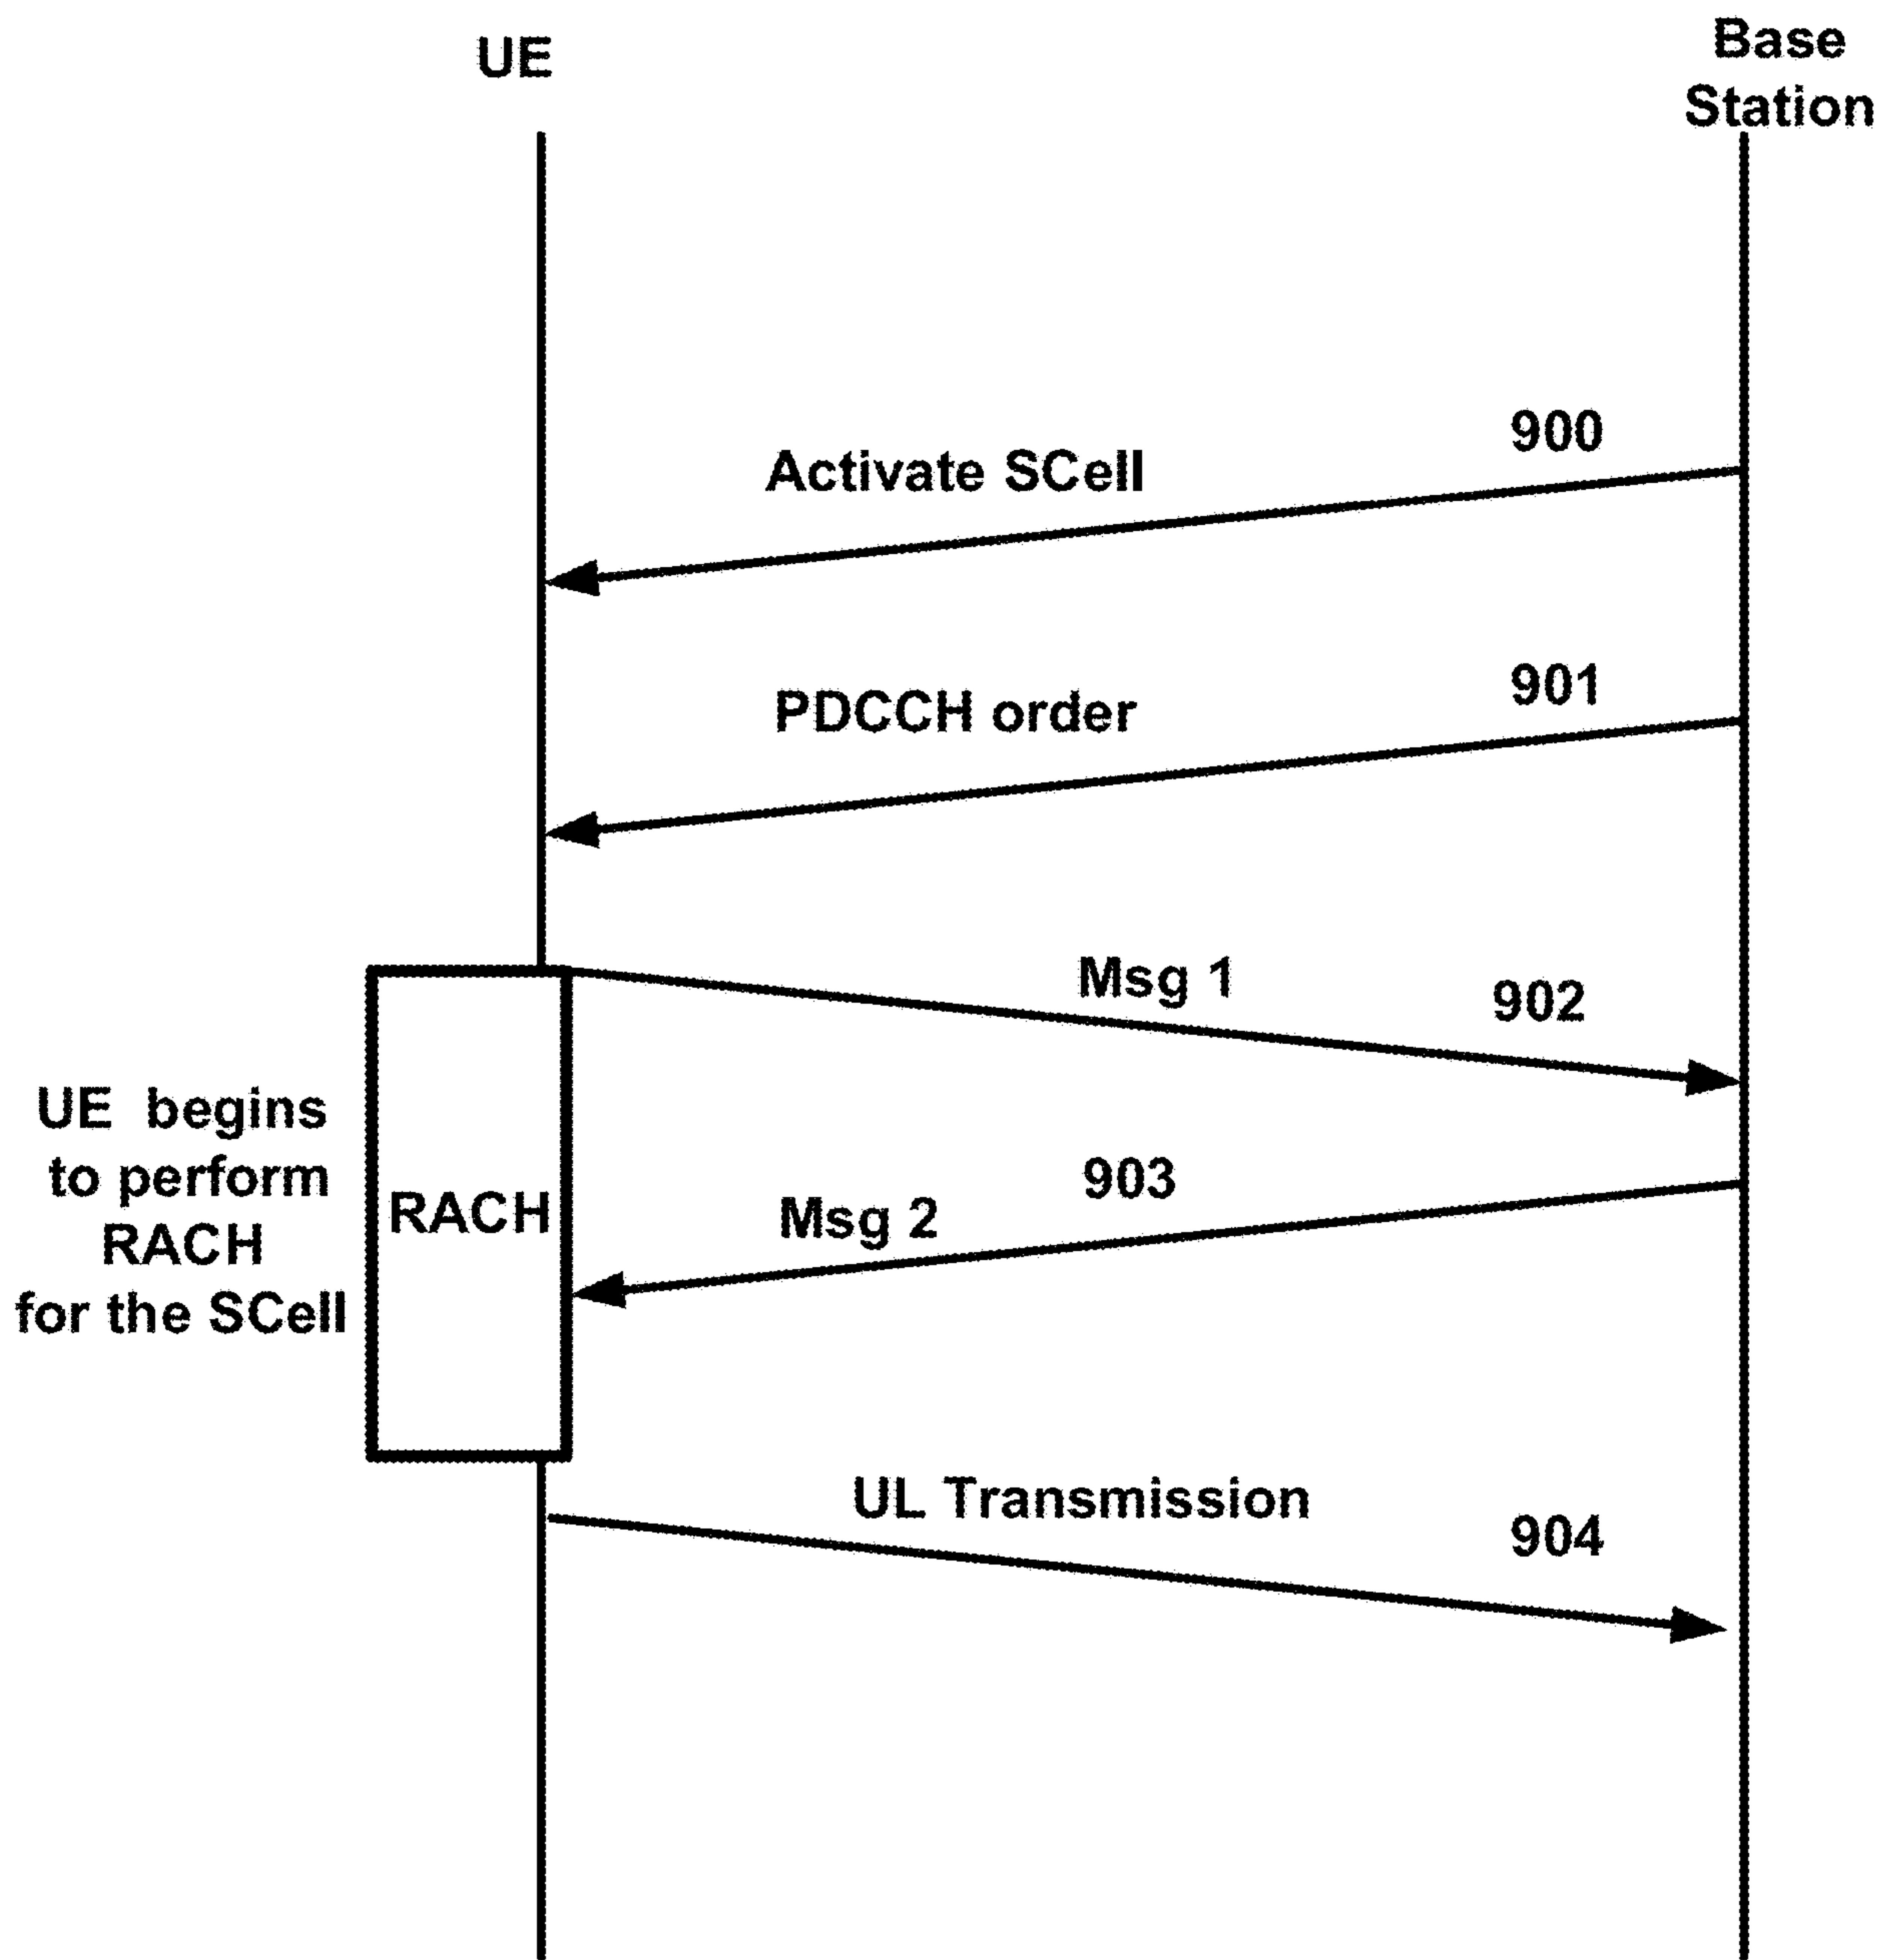 UE
Base
Station
900
Activate SCell
901
PDCCH order
Msg 1
902
UE begins
to perform
RACH
for the SCell
RACH
903
Msg 2
UL Transmission
904